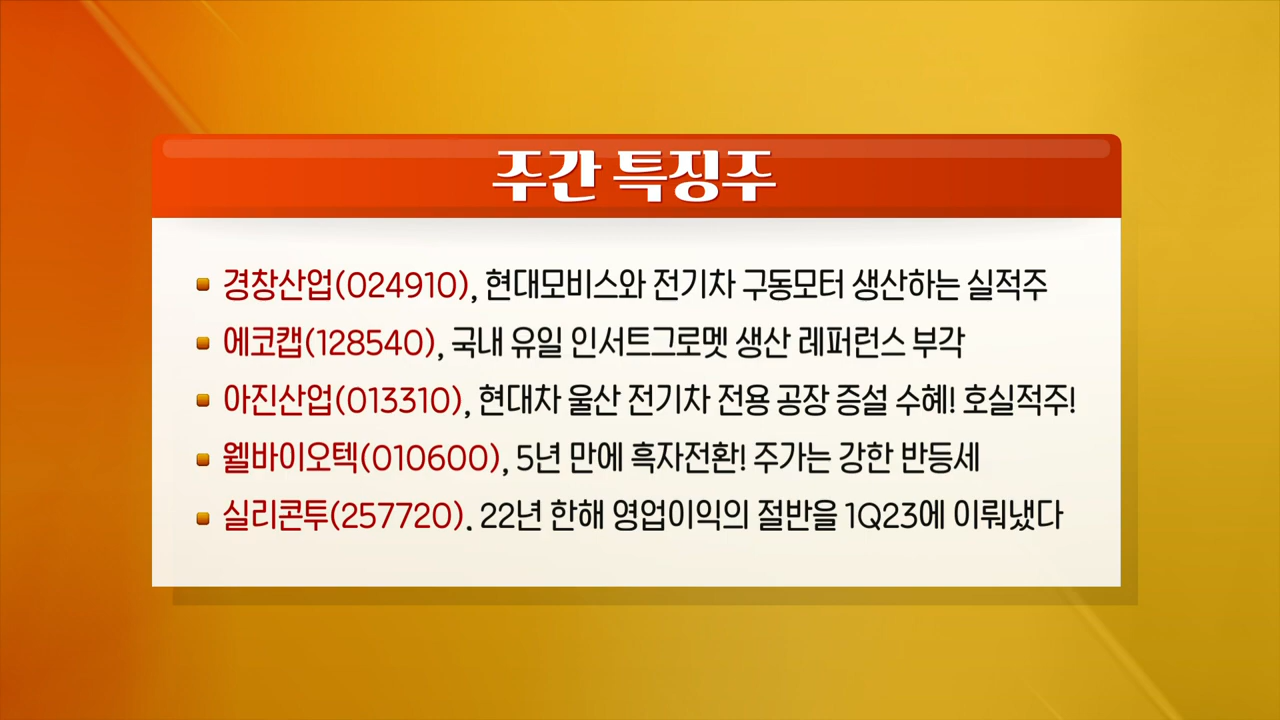 주간 특징주
경창산업(024910), 현대모비스와 전기차 구동모터 생산하는 실적주
에코캡(128540), 국내 유일 인서트그로멧 생산 레퍼런스 부각
아진산업(013310), 현대차 울산 전기차 전용 공장 증설 수혜! 호실적주!
웰바이오텍(010600), 5년 만에 흑자전환! 주가는 강한 반등세
실리콘투(257720). 22년 한해 영업이익의 절반을 1Q23에 이뤄냈다